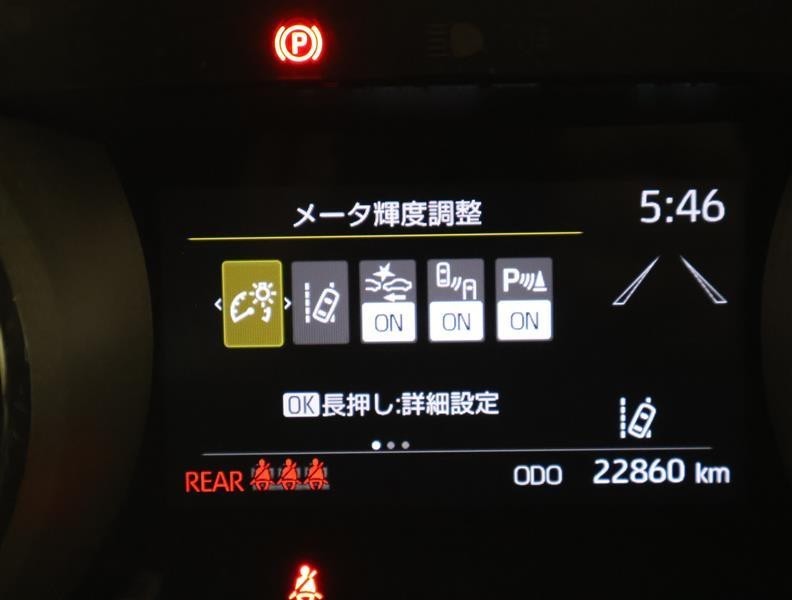 P
メータ輝度調整
5:46
P
ON
ON
ON
OK長押し:詳細設定
REAR
ODO 22860 km